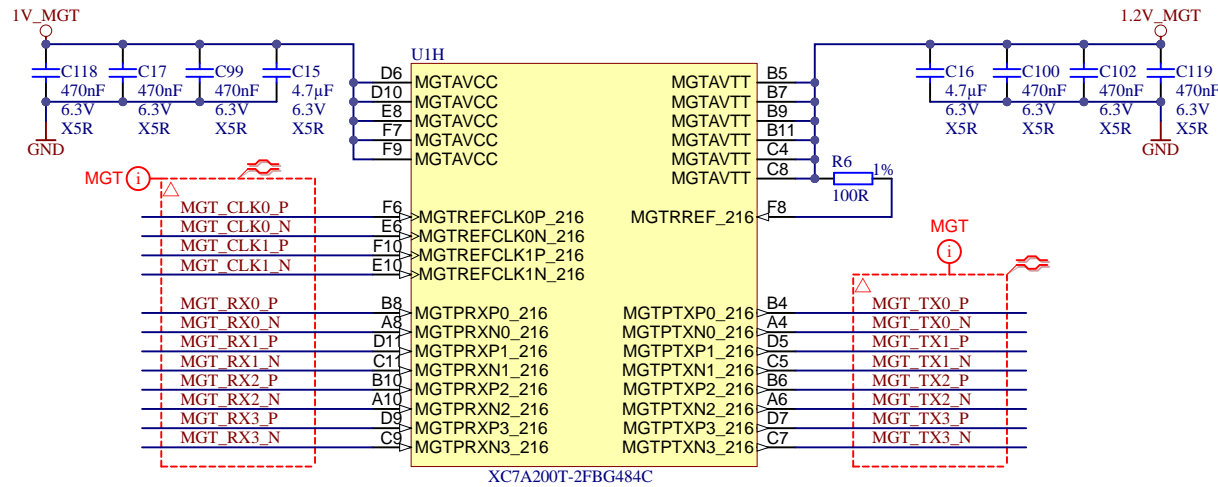 1V_MGT
1.2V_MGT
U1H
C118
470nF
6.3V
X5R
C17
470nF
6.3V
X5R
C99
470nF
6.3V
X5R
C15
4.7µF
6.3V
X5R
GND
C16
4.7µF
6.3V
X5R
C100
470nF
6.3V
X5R
C102
470nF
6.3V
X5R
C119
470nF
6.3V
X5R
GND
D6 MGTAVCC
D10 MGTAVCC
E8 MGTAVCC
F7 MGTAVCC
F9 MGTAVCC
MGTAVTT B5
MGTAVTT B7
MGTAVTT B9
MGTAVTT B11
MGTAVTT C4
MGTAVTT C8
R6 1%
100R
MGTRREF_216 F8
MGT i
MGT_CLK0_P F6 MGTREFCLK0P_216
MGT_CLK0_N E6 MGTREFCLK0N_216
MGT_CLK1_P F10 MGTREFCLK1P_216
MGT_CLK1_N E10 MGTREFCLK1N_216
MGT_RX0_P B8 MGTPRXP0_216
MGT_RX0_N A8 MGTPRXN0_216
MGT_RX1_P D11 MGTPRXP1_216
MGT_RX1_N C11 MGTPRXN1_216
MGT_RX2_P B10 MGTPRXP2_216
MGT_RX2_N A10 MGTPRXN2_216
MGT_RX3_P D9 MGTPRXP3_216
MGT_RX3_N C9 MGTPRXN3_216
MGT
i
MGTPTXP0_216 B4 MGT_TX0_P
MGTPTXN0_216 A4 MGT_TX0_N
MGTPTXP1_216 D5 MGT_TX1_P
MGTPTXN1_216 C5 MGT_TX1_N
MGTPTXP2_216 B6 MGT_TX2_P
MGTPTXN2_216 A6 MGT_TX2_N
MGTPTXP3_216 D7 MGT_TX3_P
MGTPTXN3_216 C7 MGT_TX3_N
XC7A200T-2FBG484C